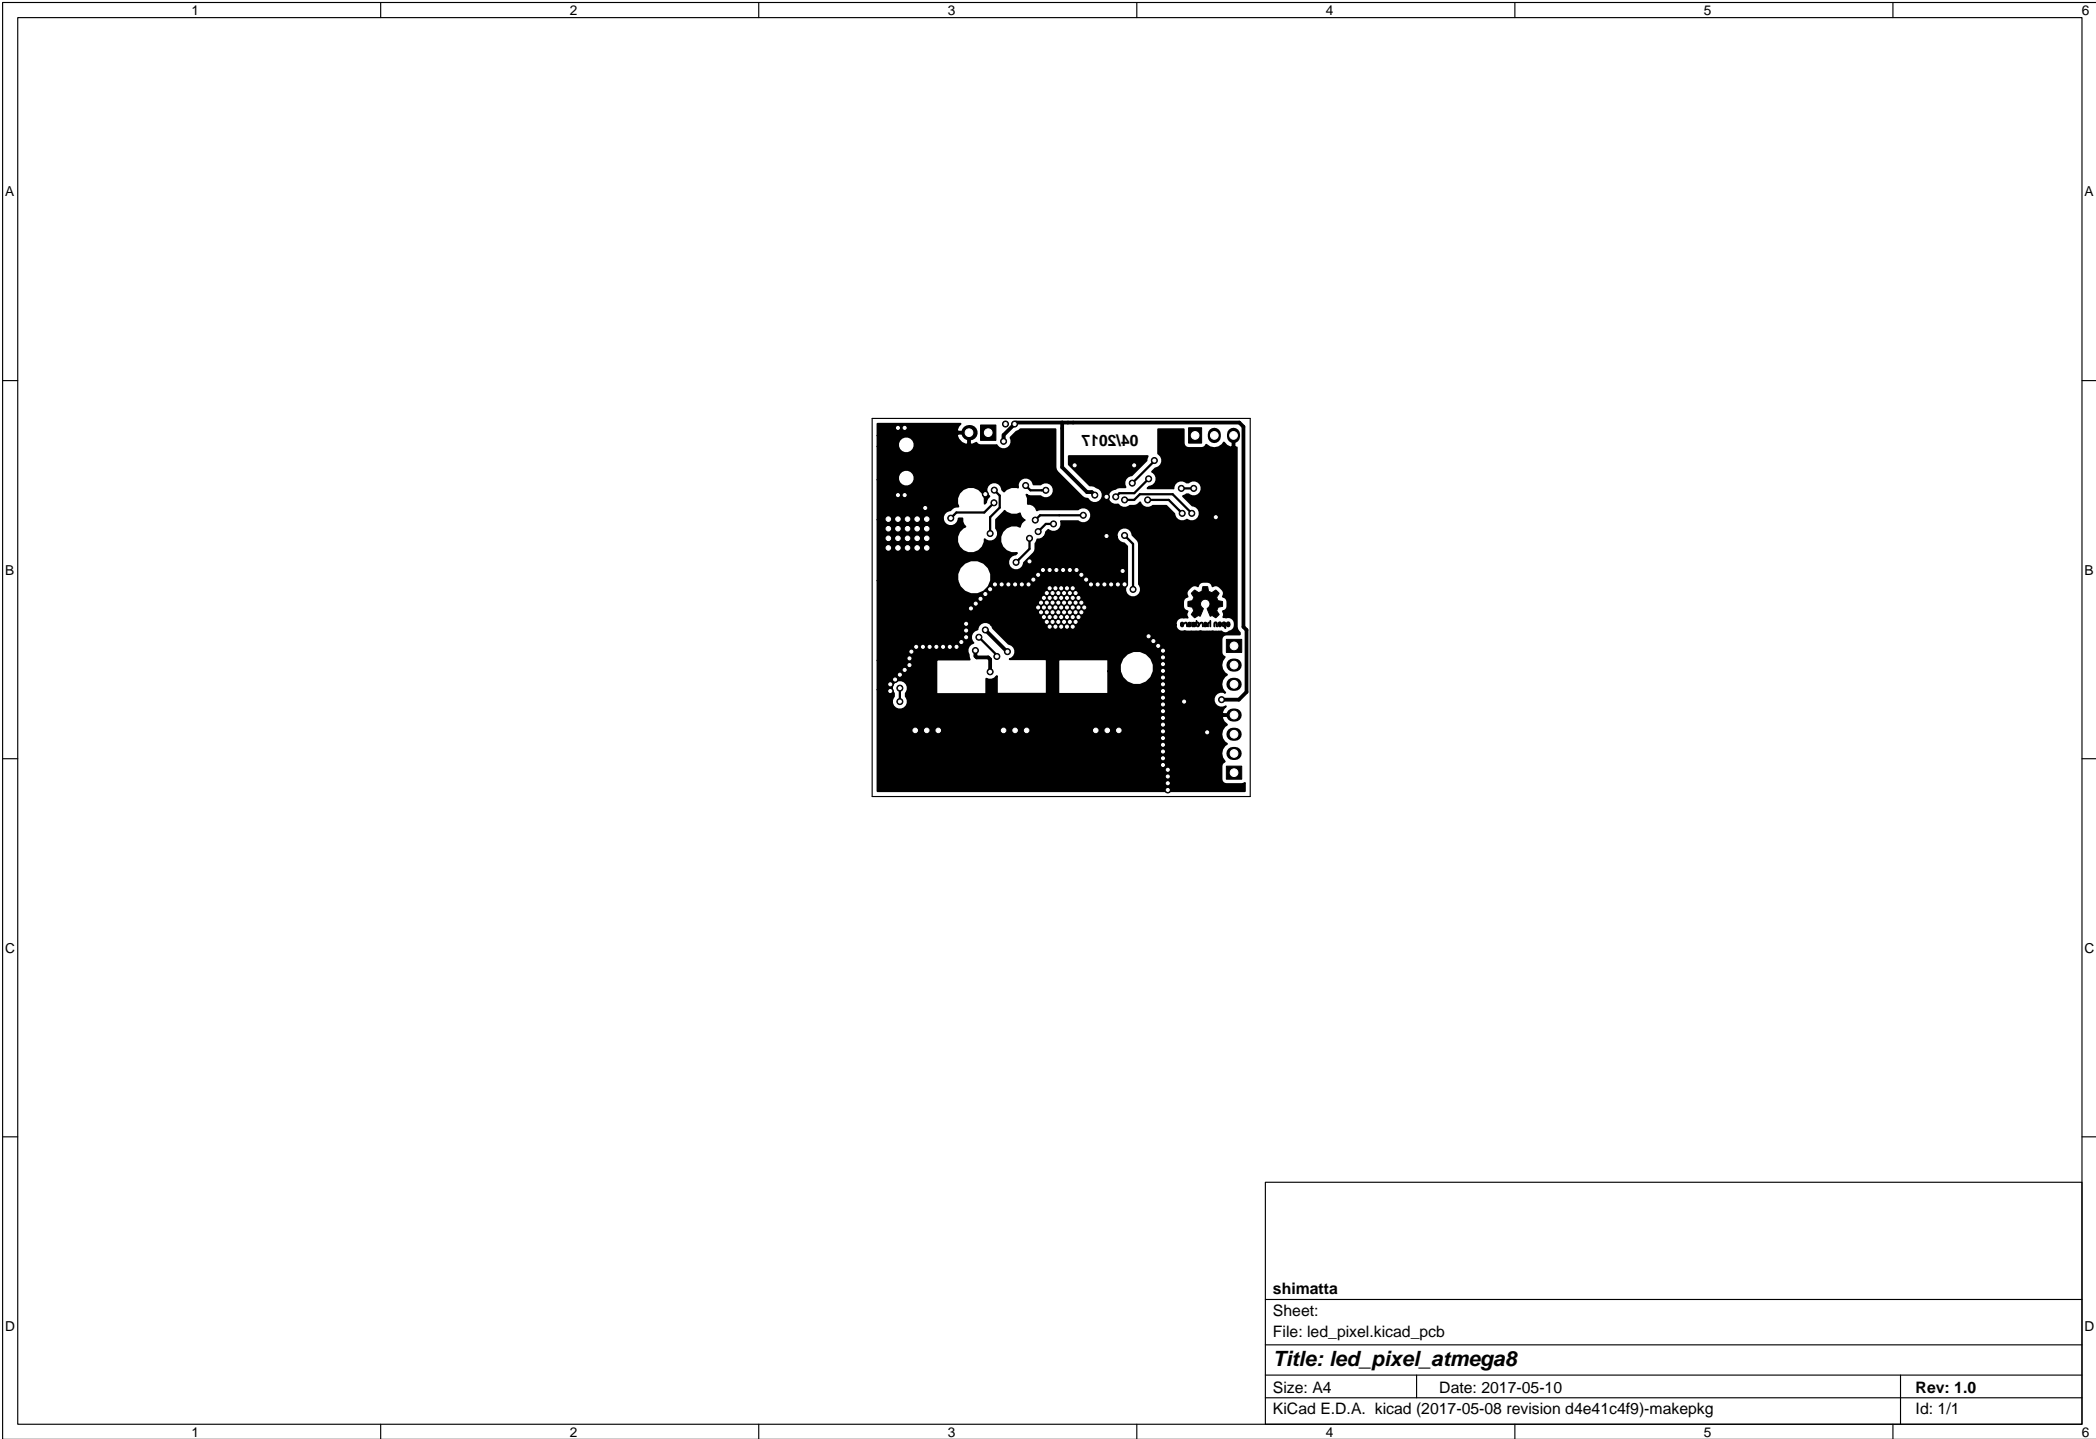 1 2 3 4 5 6
A A
04/2017
B B
open hardware
C C
shimatta
Sheet:
D D
File: led_pixel.kicad_pcb
Title: led_pixel_atmega8
Size: A4 Date: 2017-05-10 Rev: 1.0
KiCad E.D.A. kicad (2017-05-08 revision d4e41c4f9)-makepkg Id: 1/1
1 2 3 4 5 6